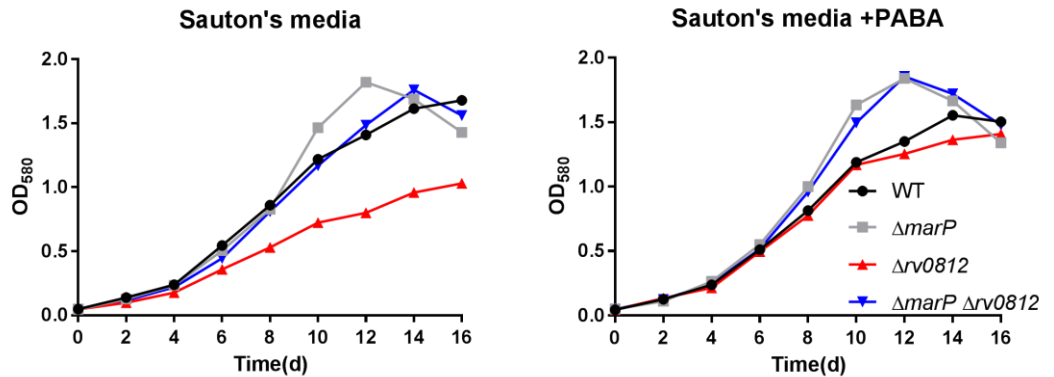 Sauton's media
2.0
1.5
1.0
0.5
0.0
OD580
0 2 4 6 8 10 12 14 16
Time(d)
Sauton's media +PABA
2.0
1.5
1.0
0.5
0.0
OD580
0 2 4 6 8 10 12 14 16
Time(d)
WT
ΔmarP
Δrv0812
ΔmarP Δrv0812